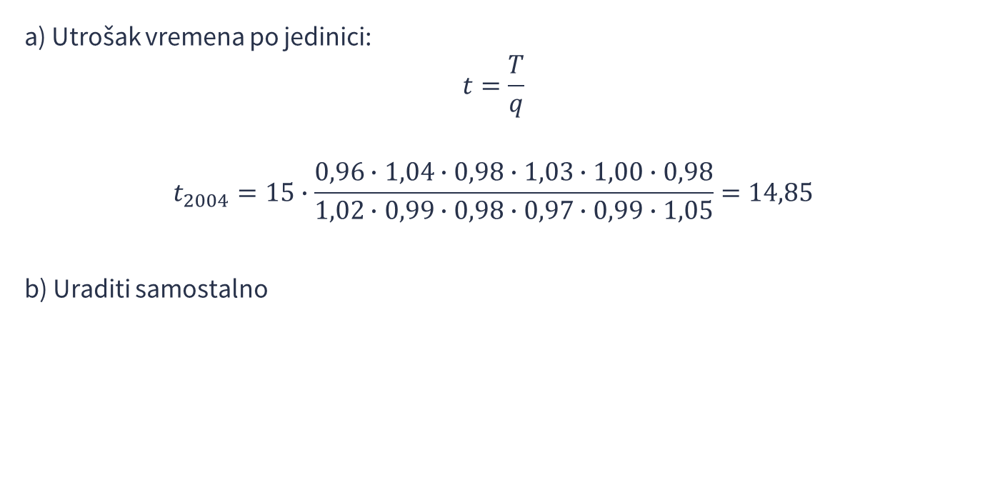 a) Utrošak vremena po jedinici:
t = T/q
t₂₀₀₄ = 15 · (0,96 · 1,04 · 0,98 · 1,03 · 1,00 · 0,98)/(1,02 · 0,99 · 0,98 · 0,97 · 0,99 · 1,05) = 14,85
b) Uraditi samostalno